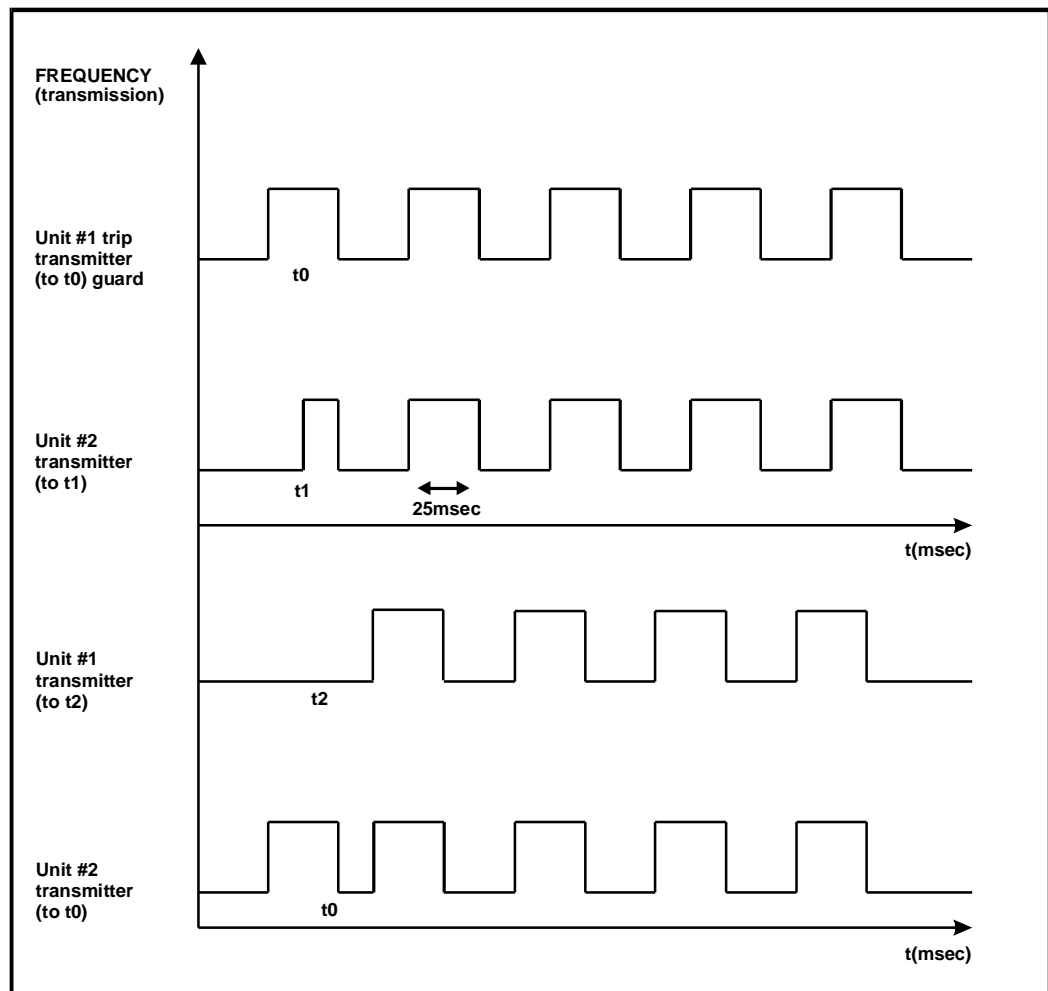 FREQUENCY
(transmission)
Unit #1 trip
transmitter
(to t0) guard
t0
Unit #2
transmitter
(to t1)
t1
25msec
t(msec)
Unit #1
transmitter
(to t2)
t2
Unit #2
transmitter
(to t0)
t0
t(msec)